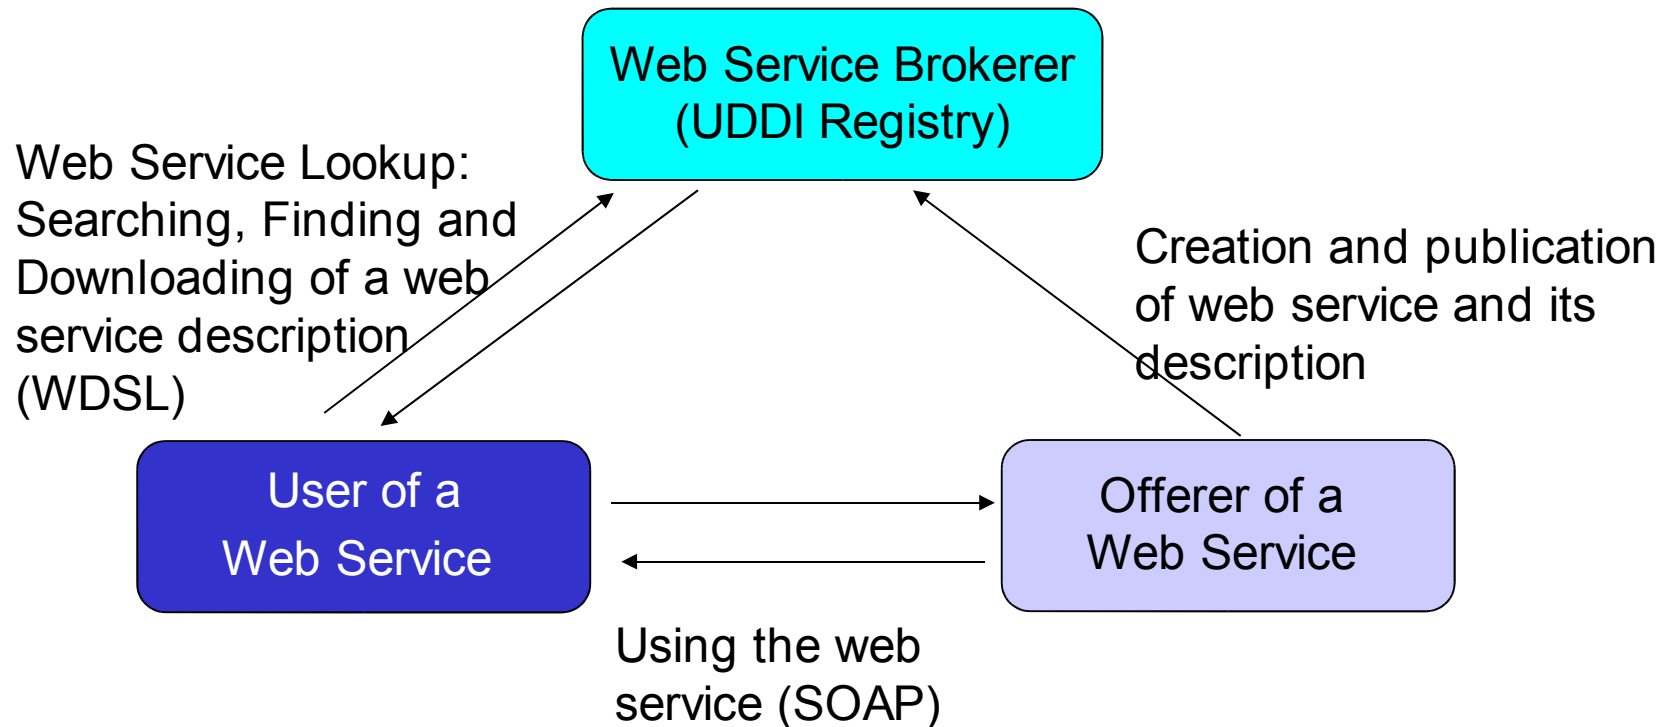 Web Service Brokerer
(UDDI Registry)
Web Service Lookup:
Searching, Finding and
Downloading of a web
service description
(WDSL)
Creation and publication
of web service and its
description
User of a
Web Service
Offerer of a
Web Service
Using the web
service (SOAP)